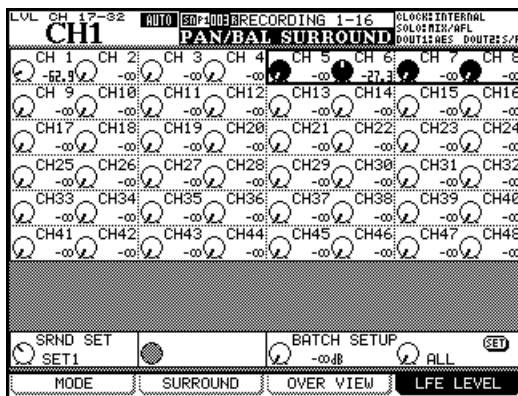 LVL CH 17-32 AUTO SNP:003:RECORDING 1-16 CLOCK:INTERNAL
SOLO:MIX/AFL
CH1 PAN/BAL SURROUND DOUT1:AES DOUT2:S/P
CH 1 CH 2 CH 3 CH 4 CH 5 CH 6 CH 7 CH 8
-62.9 -∞ -∞ -∞ -27.3 -∞
CH 9 CH10 CH11 CH12 CH13 CH14 CH15 CH16
-∞ -∞ -∞ -∞ -∞ -∞ -∞ -∞
CH17 CH18 CH19 CH20 CH21 CH22 CH23 CH24
-∞ -∞ -∞ -∞ -∞ -∞ -∞ -∞
CH25 CH26 CH27 CH28 CH29 CH30 CH31 CH32
-∞ -∞ -∞ -∞ -∞ -∞ -∞ -∞
CH33 CH34 CH35 CH36 CH37 CH38 CH39 CH40
-∞ -∞ -∞ -∞ -∞ -∞ -∞ -∞
CH41 CH42 CH43 CH44 CH45 CH46 CH47 CH48
-∞ -∞ -∞ -∞ -∞ -∞ -∞ -∞
SRND SET BATCH SETUP SET
SET1 -∞dB ALL
MODE SURROUND OVER VIEW LFE LEVEL